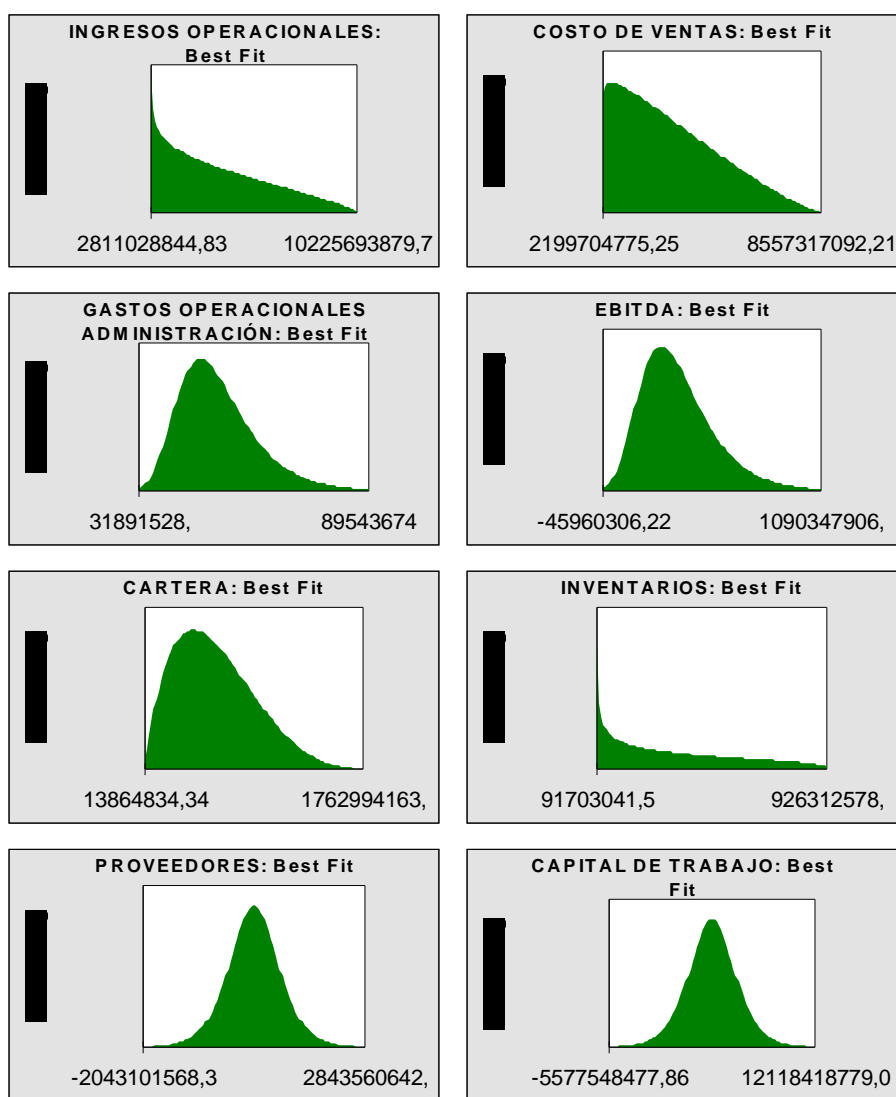 INGRESOS OPERACIONALES:
Best Fit
2811028844,83 10225693879,7
COSTO DE VENTAS: Best Fit
2199704775,25 8557317092,21
GASTOS OPERACIONALES
ADMINISTRACIÓN: Best Fit
31891528, 89543674
EBITDA: Best Fit
-45960306,22 1090347906,
CARTERA: Best Fit
13864834,34 1762994163,
INVENTARIOS: Best Fit
91703041,5 926312578,
PROVEEDORES: Best Fit
-2043101568,3 2843560642,
CAPITAL DE TRABAJO: Best
Fit
-5577548477,86 12118418779,0